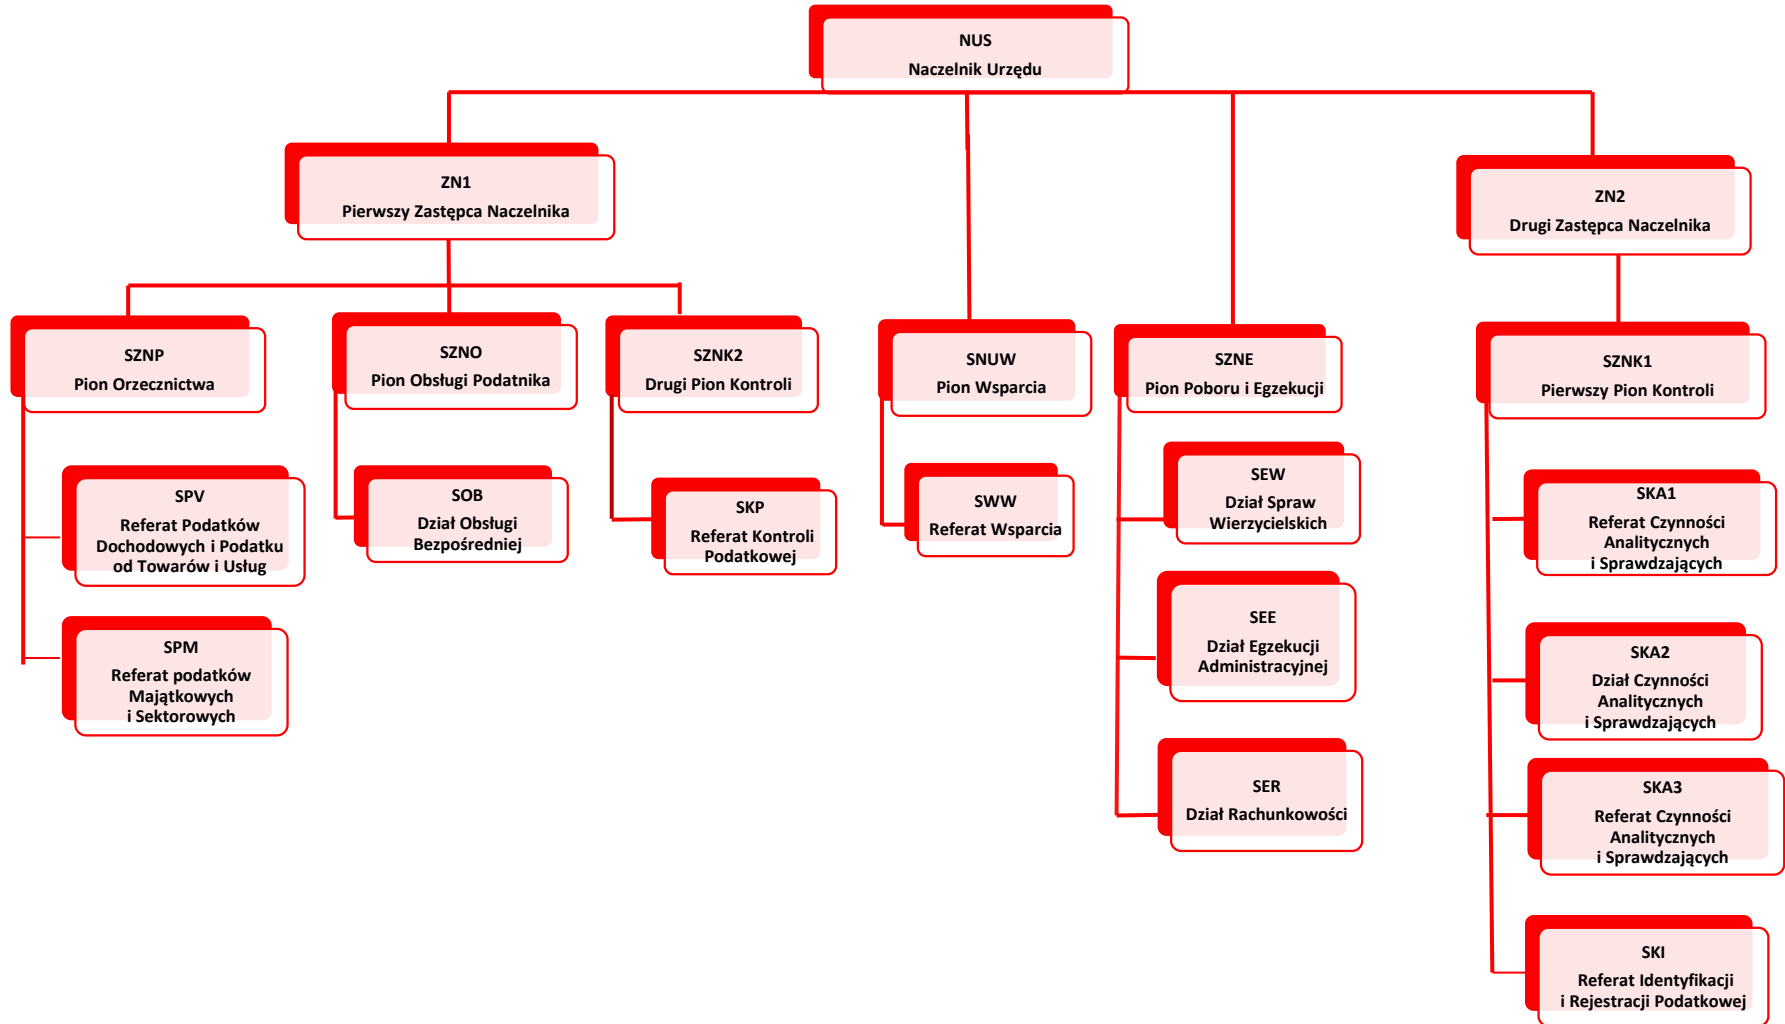 NUS
Naczelnik Urzędu
ZN1
Pierwszy Zastępca Naczelnika
ZN2
Drugi Zastępca Naczelnika
SZNP
Pion Orzecznictwa
SZNO
Pion Obsługi Podatnika
SZNK2
Drugi Pion Kontroli
SNUW
Pion Wsparcia
SZNE
Pion Poboru i Egzekucji
SZNK1
Pierwszy Pion Kontroli
SPV
Referat Podatków
Dochodowych i Podatku
od Towarów i Usług
SPM
Referat podatków
Majątkowych
i Sektorowych
SOB
Dział Obsługi
Bezpośredniej
SKP
Referat Kontroli
Podatkowej
SWW
Referat Wsparcia
SEW
Dział Spraw
Wierzycielskich
SEE
Dział Egzekucji
Administracyjnej
SER
Dział Rachunkowości
SKA1
Referat Czynności
Analitycznych
i Sprawdzających
SKA2
Dział Czynności
Analitycznych
i Sprawdzających
SKA3
Referat Czynności
Analitycznych
i Sprawdzających
SKI
Referat Identyfikacji
i Rejestracji Podatkowej